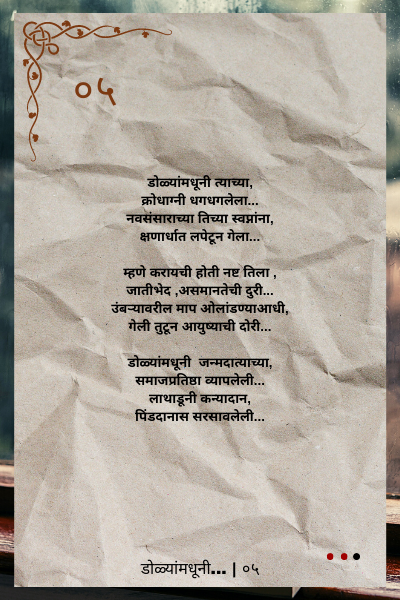 ०५
डोळ्यांमधूनी त्याच्या,
क्रोधाग्नी धगधगलेला...
नवसंसाराच्या तिच्या स्वप्नांना,
क्षणार्धात लपेटून गेला...
म्हणे करायची होती नष्ट तिला ,
जातीभेद ,असमानतेची दुरी...
उंबऱ्यावरील माप ओलांडण्याआधी,
गेली तुटून आयुष्याची दोरी...
डोळ्यांमधूनी जन्मदात्याच्या,
समाजप्रतिष्ठा व्यापलेली...
लाथाडूनी कन्यादान,
पिंडदानास सरसावलेली...
डोळ्यांमधूनी... | ०५